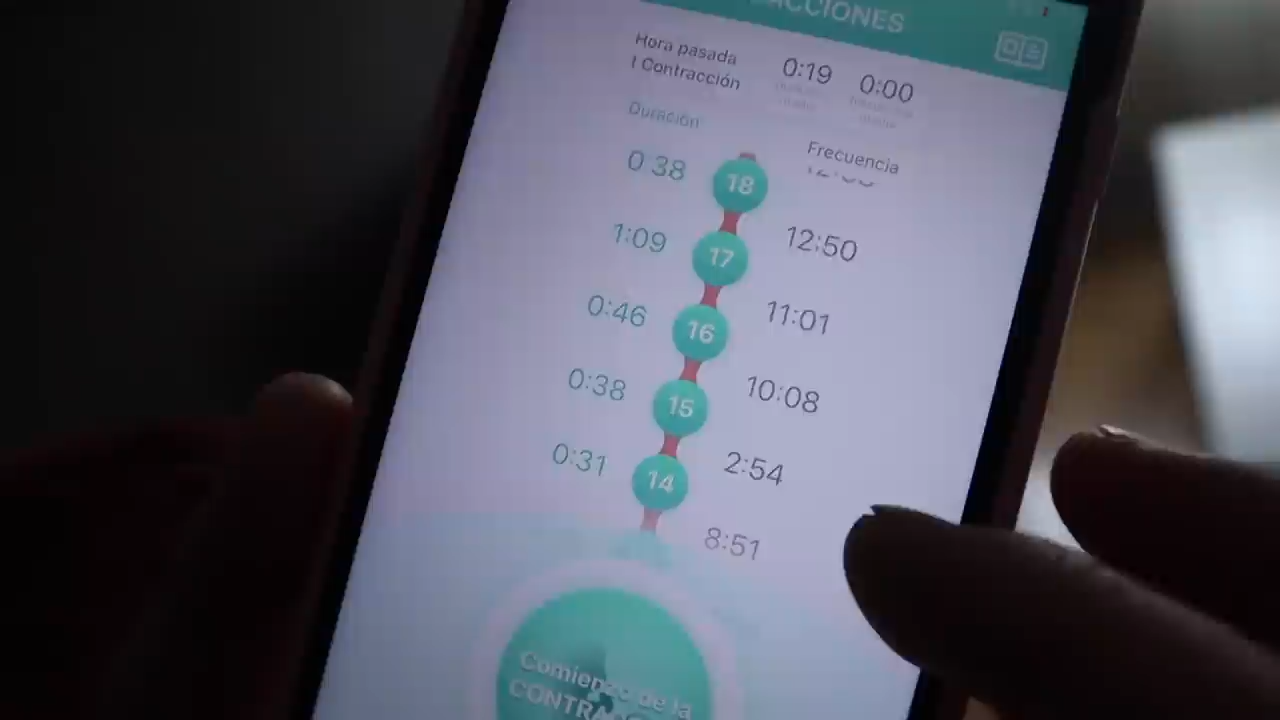 ACCIONES
Hora pasada
1 Contracción
0:19 0:00
Duración
Frecuencia
0 38 18
12:50
1:09 17
11:01
0:46 16
10:08
0:38 15
2:54
0:31 14
8:51
Comienzo de la